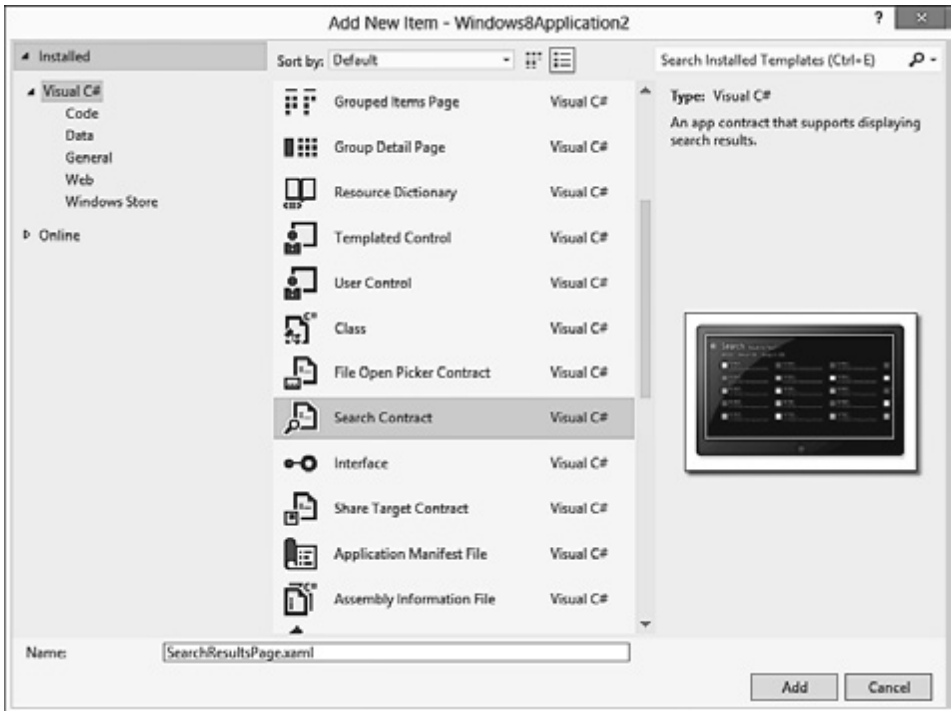 Add New Item - Windows8Application2
?
Installed
Sort by: Default
Search Installed Templates (Ctrl+E)
Visual C#
Code
Data
General
Web
Windows Store
Online
Grouped Items Page Visual C#
Group Detail Page Visual C#
Resource Dictionary Visual C#
Templated Control Visual C#
User Control Visual C#
Class Visual C#
File Open Picker Contract Visual C#
Search Contract Visual C#
Interface Visual C#
Share Target Contract Visual C#
Application Manifest File Visual C#
Assembly Information File Visual C#
Type: Visual C#
An app contract that supports displaying
search results.
Search
Name: SearchResultsPage.xaml
Add Cancel